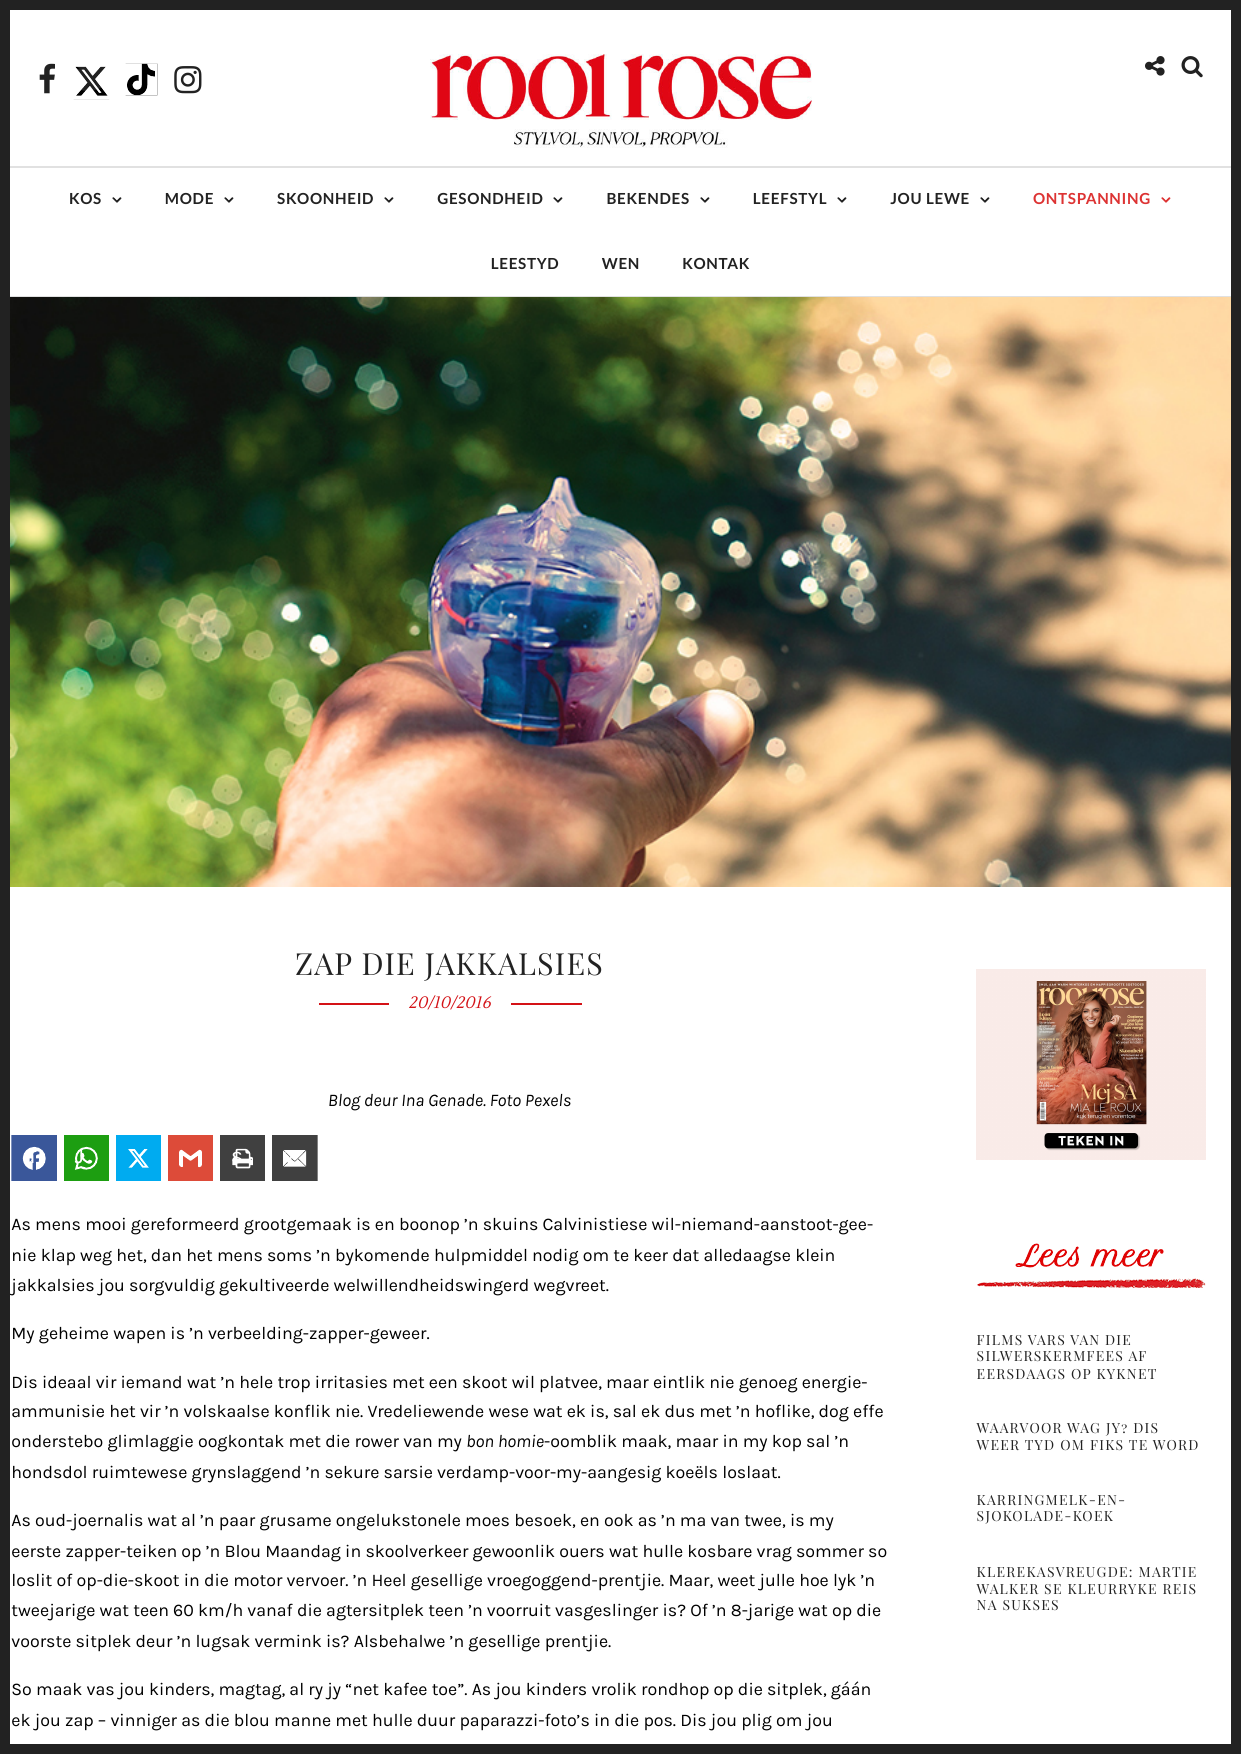 rooi rose
STYLVOL, SINVOL, PROPVOL.
KOS MODE SKOONHEID GESONDHEID BEKENDES LEEFSTYL JOU LEWE ONTSPANNING
LEESTYD WEN KONTAK
ZAP DIE JAKKALSIES
20/10/2016
Blog deur Ina Genade. Foto Pexels
As mens mooi gereformeerd grootgemaak is en boonop ’n skuins Calvinistiese wil-niemand-aanstoot-gee-
nie klap weg het, dan het mens soms ’n bykomende hulpmiddel nodig om te keer dat alledaagse klein
jakkalsies jou sorgvuldig gekultiveerde welwillendheidswingerd wegvreet.
My geheime wapen is ’n verbeelding-zapper-geweer.
Dis ideaal vir iemand wat ’n hele trop irritasies met een skoot wil platvee, maar eintlik nie genoeg energie-
ammunisie het vir ’n volskaalse konflik nie. Vredeliewende wese wat ek is, sal ek dus met ’n hoflike, dog effe
onderstebo glimlaggie oogkontak met die rower van my bon homie-oomblik maak, maar in my kop sal ’n
hondsdol ruimtewese grynslaggend ’n sekure sarsie verdamp-voor-my-aangesig koeëls loslaat.
As oud-joernalis wat al ’n paar grusame ongelukstonele moes besoek, en ook as ’n ma van twee, is my
eerste zapper-teiken op ’n Blou Maandag in skoolverkeer gewoonlik ouers wat hulle kosbare vrag sommer so
loslit of op-die-skoot in die motor vervoer. ’n Heel gesellige vroegoggend-prentjie. Maar, weet julle hoe lyk ’n
tweejarige wat teen 60 km/h vanaf die agtersitplek teen ’n voorruit vasgeslinger is? Of ’n 8-jarige wat op die
voorste sitplek deur ’n lugsak vermink is? Alsbehalwe ’n gesellige prentjie.
So maak vas jou kinders, magtag, al ry jy “net kafee toe”. As jou kinders vrolik rondhop op die sitplek, gáán
ek jou zap – vinniger as die blou manne met hulle duur paparazzi-foto’s in die pos. Dis jou plig om jou
rooi rose
Mej SA
MIA LE ROUX
TEKEN IN
Lees meer
FILMS VARS VAN DIE
SILWERSKERMFEES AF
EERSDAAGS OP KYKNET
WAARVOOR WAG JY? DIS
WEER TYD OM FIKS TE WORD
KARRINGMELK-EN-
SJOKOLADE-KOEK
KLEREKASVREUGDE: MARTIE
WALKER SE KLEURRYKE REIS
NA SUKSES